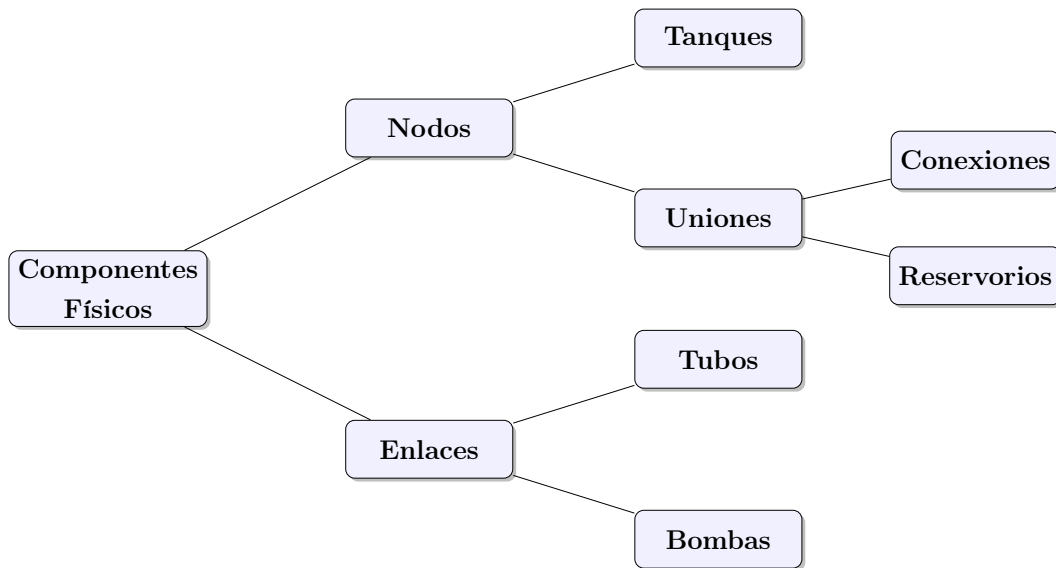 Tanques
Nodos
Conexiones
Uniones
Componentes
Físicos
Reservorios
Tubos
Enlaces
Bombas